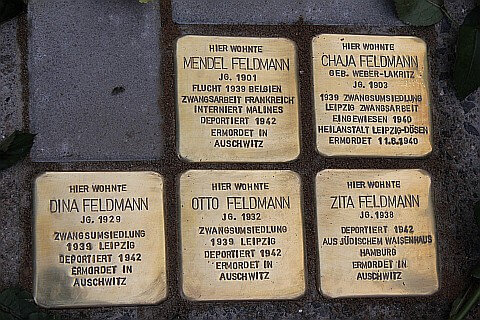 HIER WOHNTE
MENDEL FELDMANN
JG. 1901
FLUCHT 1939 BELGIEN
ZWANGSARBEIT FRANKREICH
INTERNIERT MALINES
DEPORTIERT 1942
ERMORDET IN
AUSCHWITZ
HIER WOHNTE
CHAJA FELDMANN
GEB. WEBER-LAKRITZ
JG. 1903
1939 ZWANGSUMSIEDLUNG
LEIPZIG ZWANGSARBEIT
EINGEWIESEN 1940
HEILANSTALT LEIPZIG-DÖSEN
ERMORDET 11.6.1940
HIER WOHNTE
DINA FELDMANN
JG. 1929
ZWANGSUMSIEDLUNG
1939 LEIPZIG
DEPORTIERT 1942
ERMORDET IN
AUSCHWITZ
HIER WOHNTE
OTTO FELDMANN
JG. 1932
ZWANGSUMSIEDLUNG
1939 LEIPZIG
DEPORTIERT 1942
ERMORDET IN
AUSCHWITZ
HIER WOHNTE
ZITA FELDMANN
JG. 1938
DEPORTIERT 1942
AUS JÜDISCHEM WAISENHAUS
HAMBURG
ERMORDET IN
AUSCHWITZ